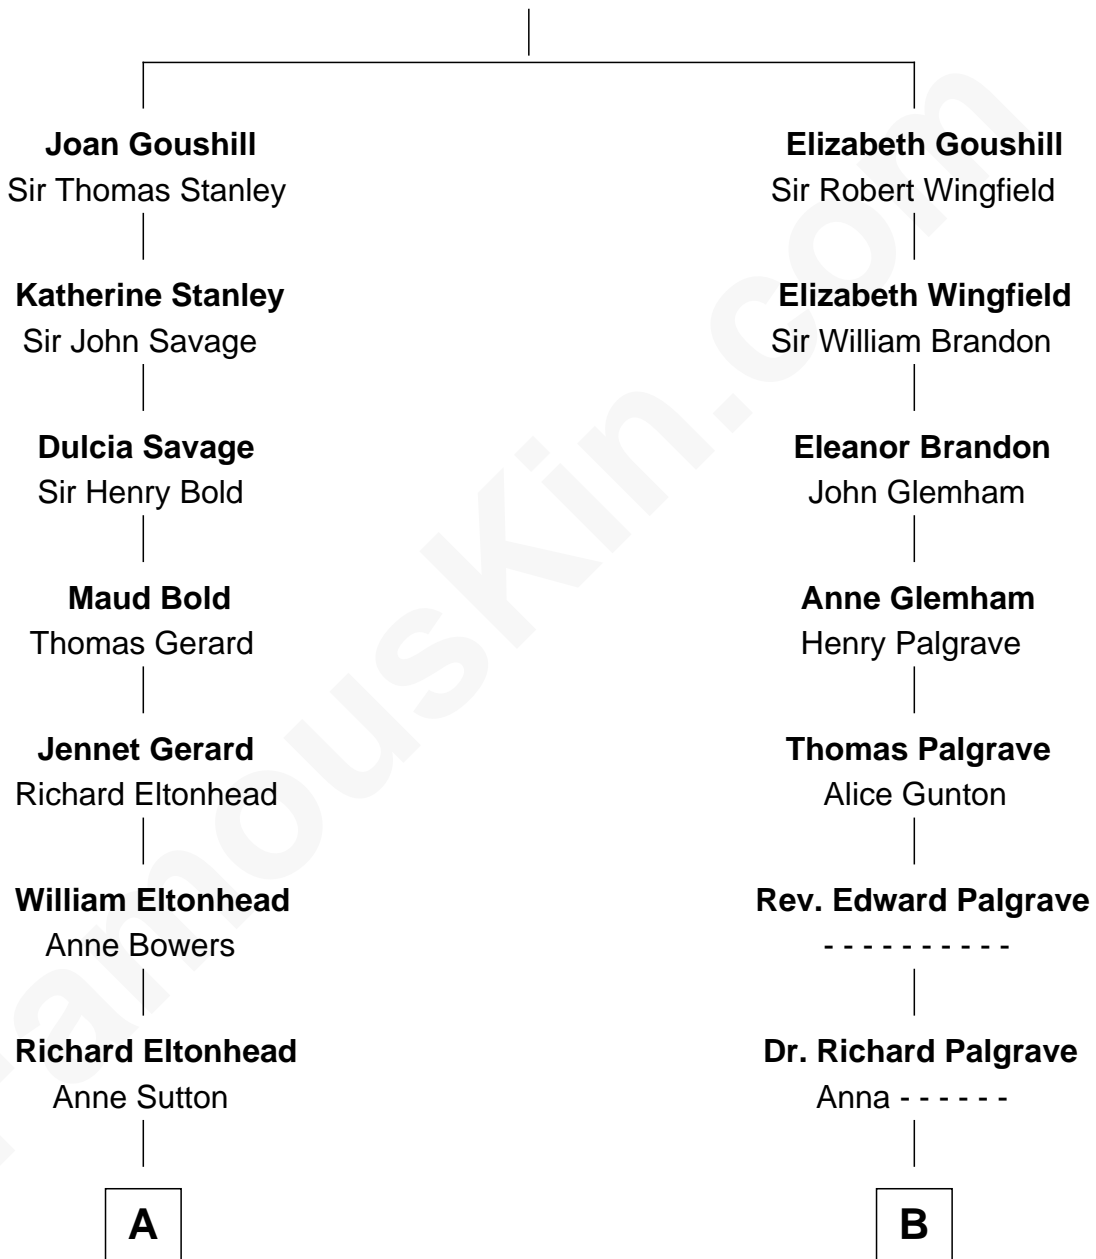 Joan Goushill
Sir Thomas Stanley
Katherine Stanley
Sir John Savage
Dulcia Savage
Sir Henry Bold
Maud Bold
Thomas Gerard
Jennet Gerard
Richard Eltonhead
William Eltonhead
Anne Bowers
Richard Eltonhead
Anne Sutton
A
Elizabeth Goushill
Sir Robert Wingfield
Elizabeth Wingfield
Sir William Brandon
Eleanor Brandon
John Glemham
Anne Glemham
Henry Palgrave
Thomas Palgrave
Alice Gunton
Rev. Edward Palgrave
- - - - - - - - - -
Dr. Richard Palgrave
Anna - - - - - -
B
FamousKin.com